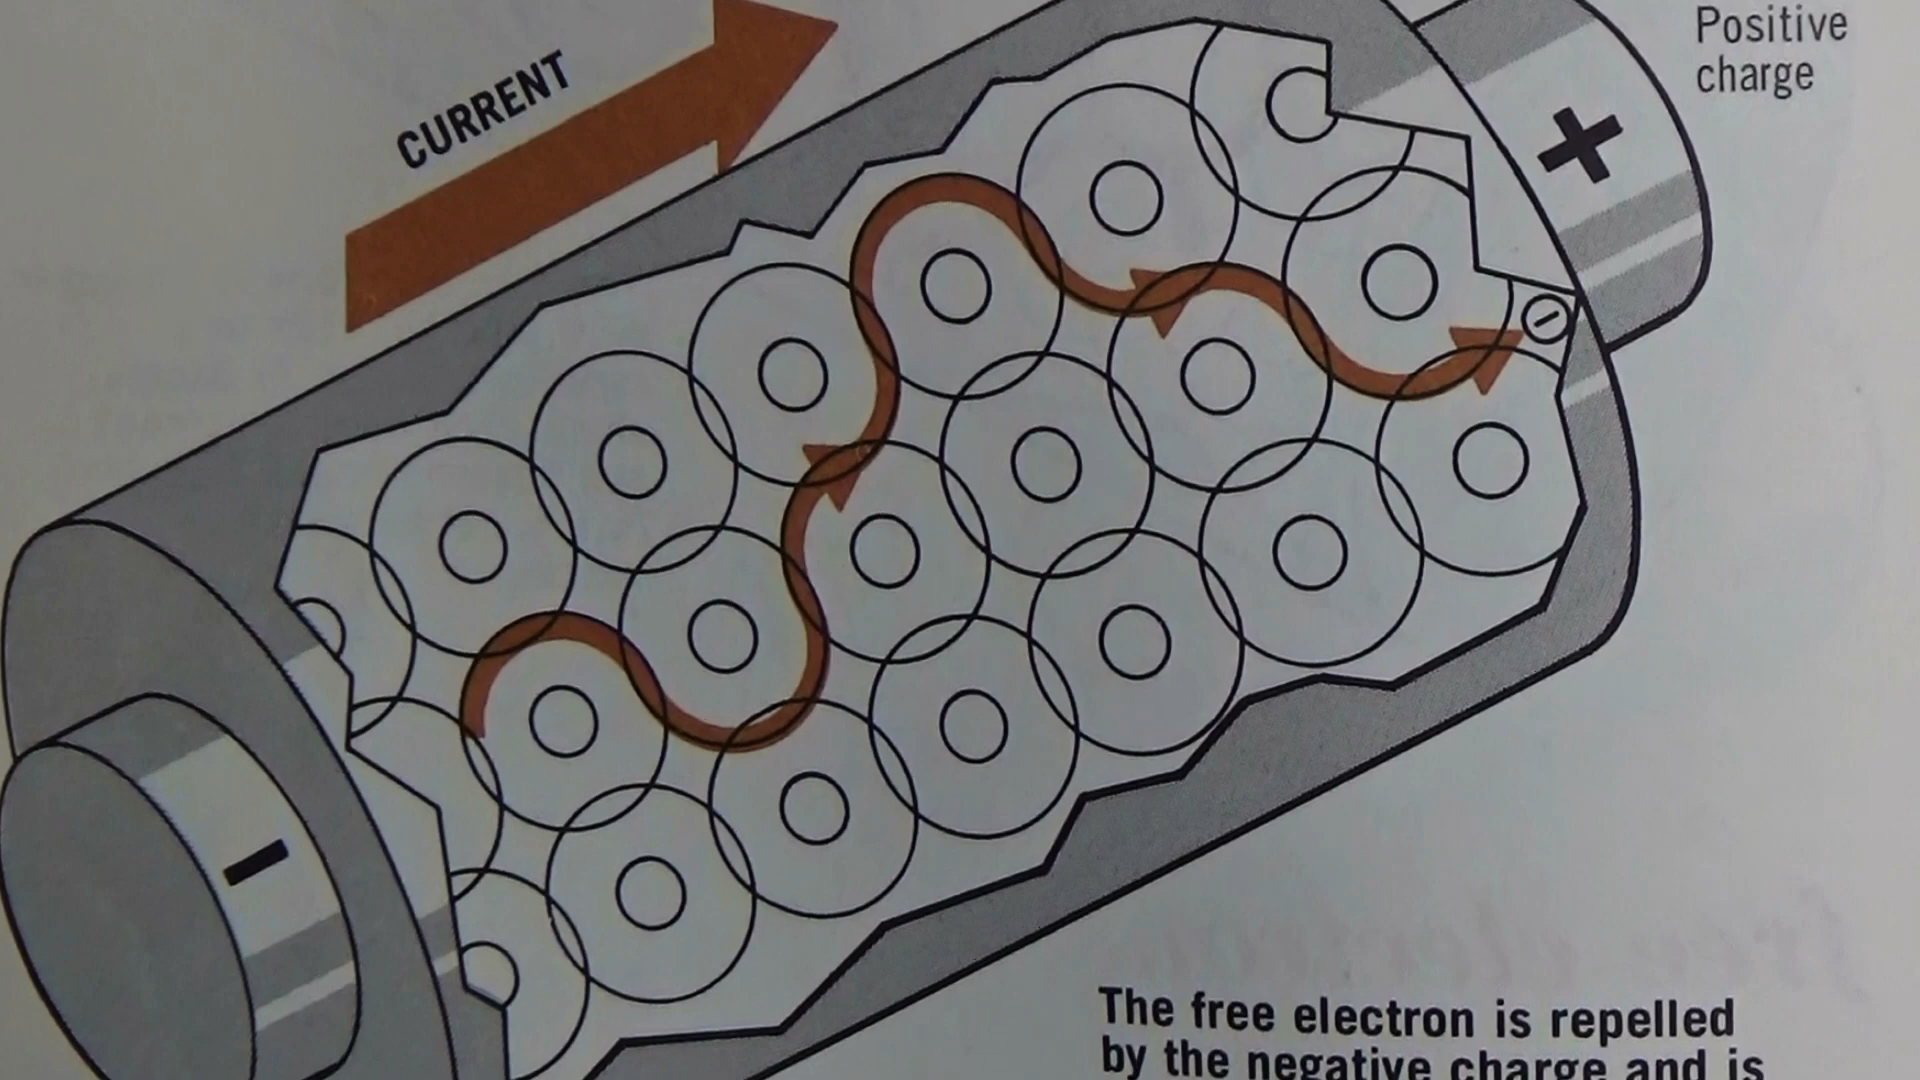 Positive
charge
CURRENT
+
−
−
The free electron is repelled
by the negative charge and is